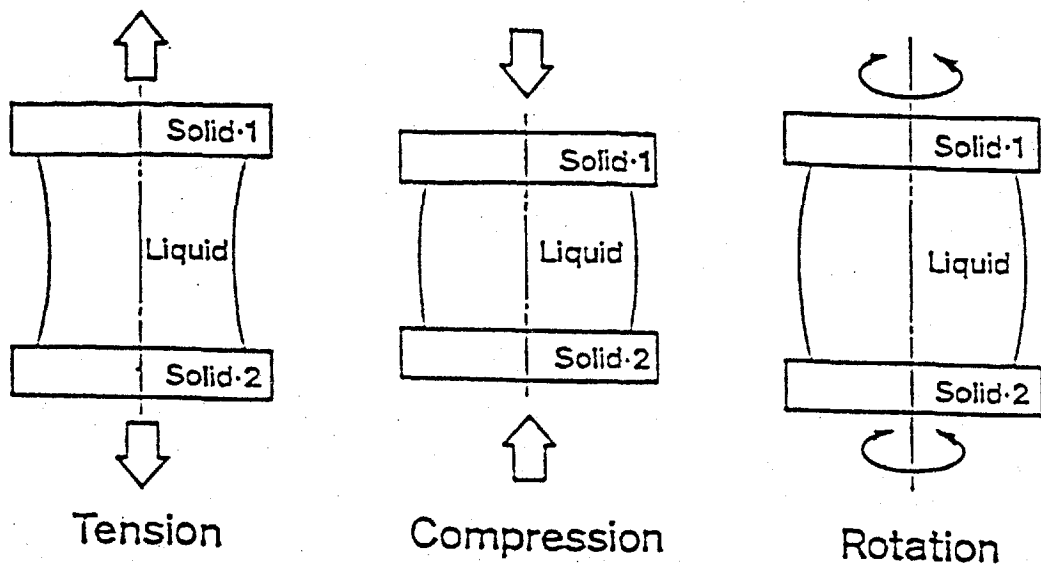 Solid·1
Liquid
Solid·2
Tension
Solid·1
Liquid
Solid·2
Compression
Solid·1
Liquid
Solid·2
Rotation